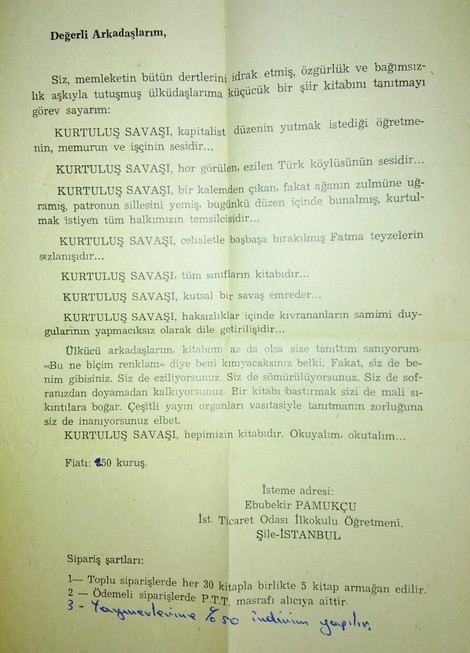 Değerli Arkadaşlarım,
Siz, memleketin bütün dertlerini idrak etmiş, özgürlük ve bağımsız-
lık aşkıyla tutuşmuş ülküdaşlarıma küçücük bir şiir kitabını tanıtmayı
görev sayarım:
KURTULUŞ SAVAŞI, kapitalist düzenin yutmak istediği öğretme-
nin, memurun ve işçinin sesidir...
KURTULUŞ SAVAŞI, hor görülen, ezilen Türk köylüsünün sesidir...
KURTULUŞ SAVAŞI, bir kalemden çıkan, fakat ağanın zulmüne uğ-
ramış, patronun sillesini yemiş, bugünkü düzen içinde bunalmış, kurtul-
mak istiyen tüm halkımızın temsilcisidir...
KURTULUŞ SAVAŞI, cehaletle başbaşa bırakılmış Fatma teyzelerin
sızlanışıdır...
KURTULUŞ SAVAŞI, tüm sınıfların kitabıdır...
KURTULUŞ SAVAŞI, kutsal bir savaş emreder...
KURTULUŞ SAVAŞI, haksızlıklar içinde kıvrananların samimi duy-
gularının yapmacıksız olarak dile getirilişidir...
Ülkücü arkadaşlarım, kitabımı az da olsa size tanıttım sanıyorum.
«Bu ne biçim renklam» diye beni kınıyacaksınız belki. Fakat, siz de be-
nim gibisiniz. Siz de eziliyorsunuz. Siz de sömürülüyorsunuz. Siz de sof-
ranızdan doyamadan kalkıyorsunuz. Bir kitabı bastırmak sizi de mali sı-
kıntılara boğar. Çeşitli yayın organları vasıtasiyle tanıtmanın zorluğuna
siz de inanıyorsunuz elbet.
KURTULUŞ SAVAŞI, hepimizin kitabıdır. Okuyalım, okutalım...
Fiatı: 250 kuruş.
İsteme adresi:
Ebubekir PAMUKÇU
İst. Ticaret Odası İlkokulu Öğretmeni.
Şile-İSTANBUL
Sipariş şartları:
1— Toplu siparişlerde her 30 kitapla birlikte 5 kitap armağan edilir.
2 — Ödemeli siparişlerde P.T.T. masrafı alıcıya aittir.
3 - Yayınevlerine %50 indirim yapılır.